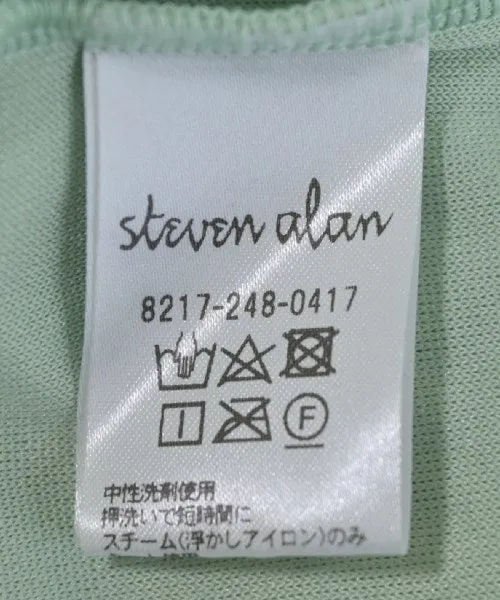 steven alan
8217-248-0417
F
中性洗剤使用
押洗いで短時間に
スチーム(浮かしアイロン)のみ